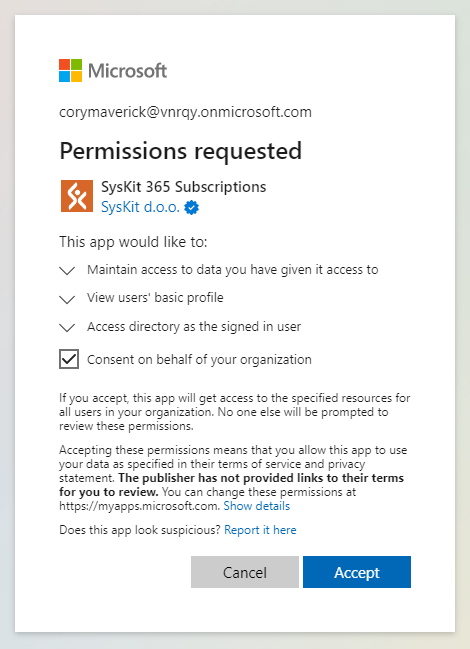 Microsoft
corymaverick@vnrqy.onmicrosoft.com
Permissions requested
SysKit 365 Subscriptions
SysKit d.o.o.
This app would like to:
Maintain access to data you have given it access to
View users' basic profile
Access directory as the signed in user
Consent on behalf of your organization
If you accept, this app will get access to the specified resources for
all users in your organization. No one else will be prompted to
review these permissions.
Accepting these permissions means that you allow this app to use
your data as specified in their terms of service and privacy
statement. The publisher has not provided links to their terms
for you to review. You can change these permissions at
https://myapps.microsoft.com. Show details
Does this app look suspicious? Report it here
Cancel Accept